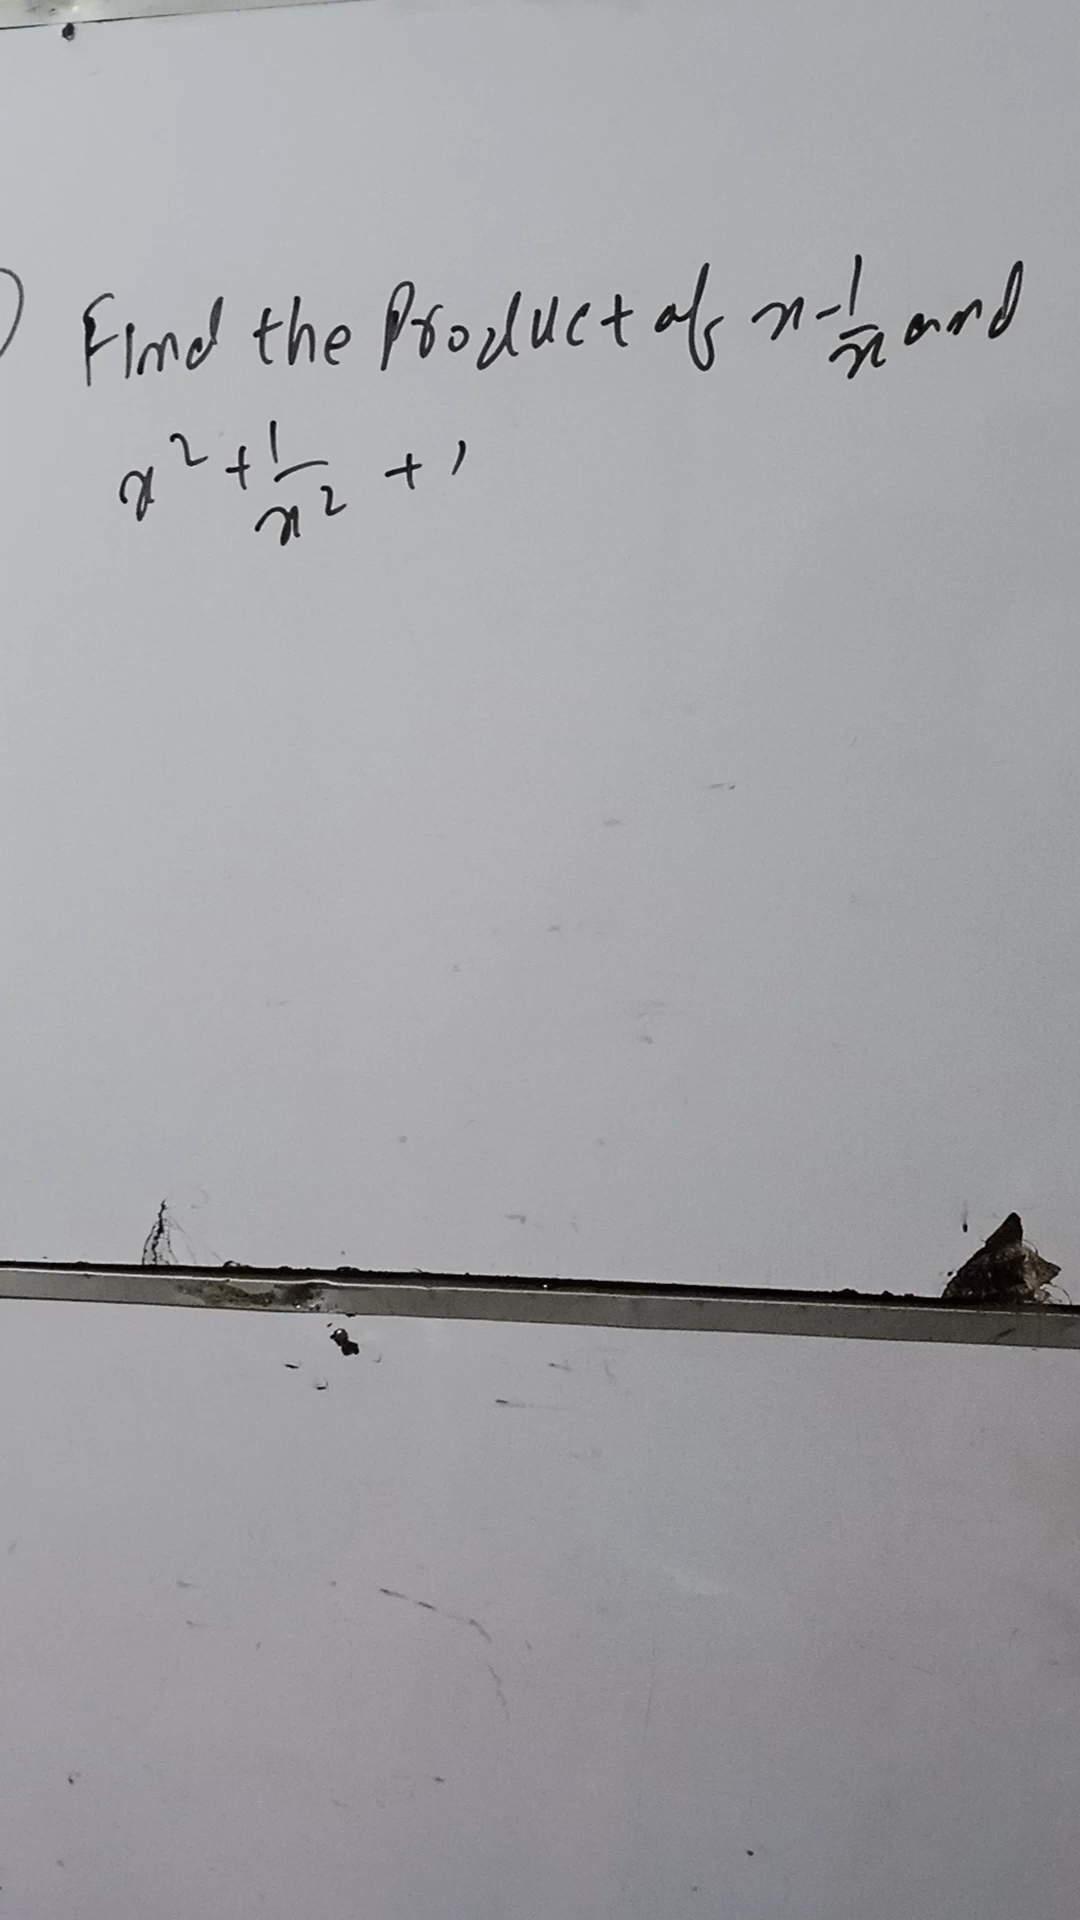 ) Find the Product of x - 1/x and
x² + 1/x² + 1